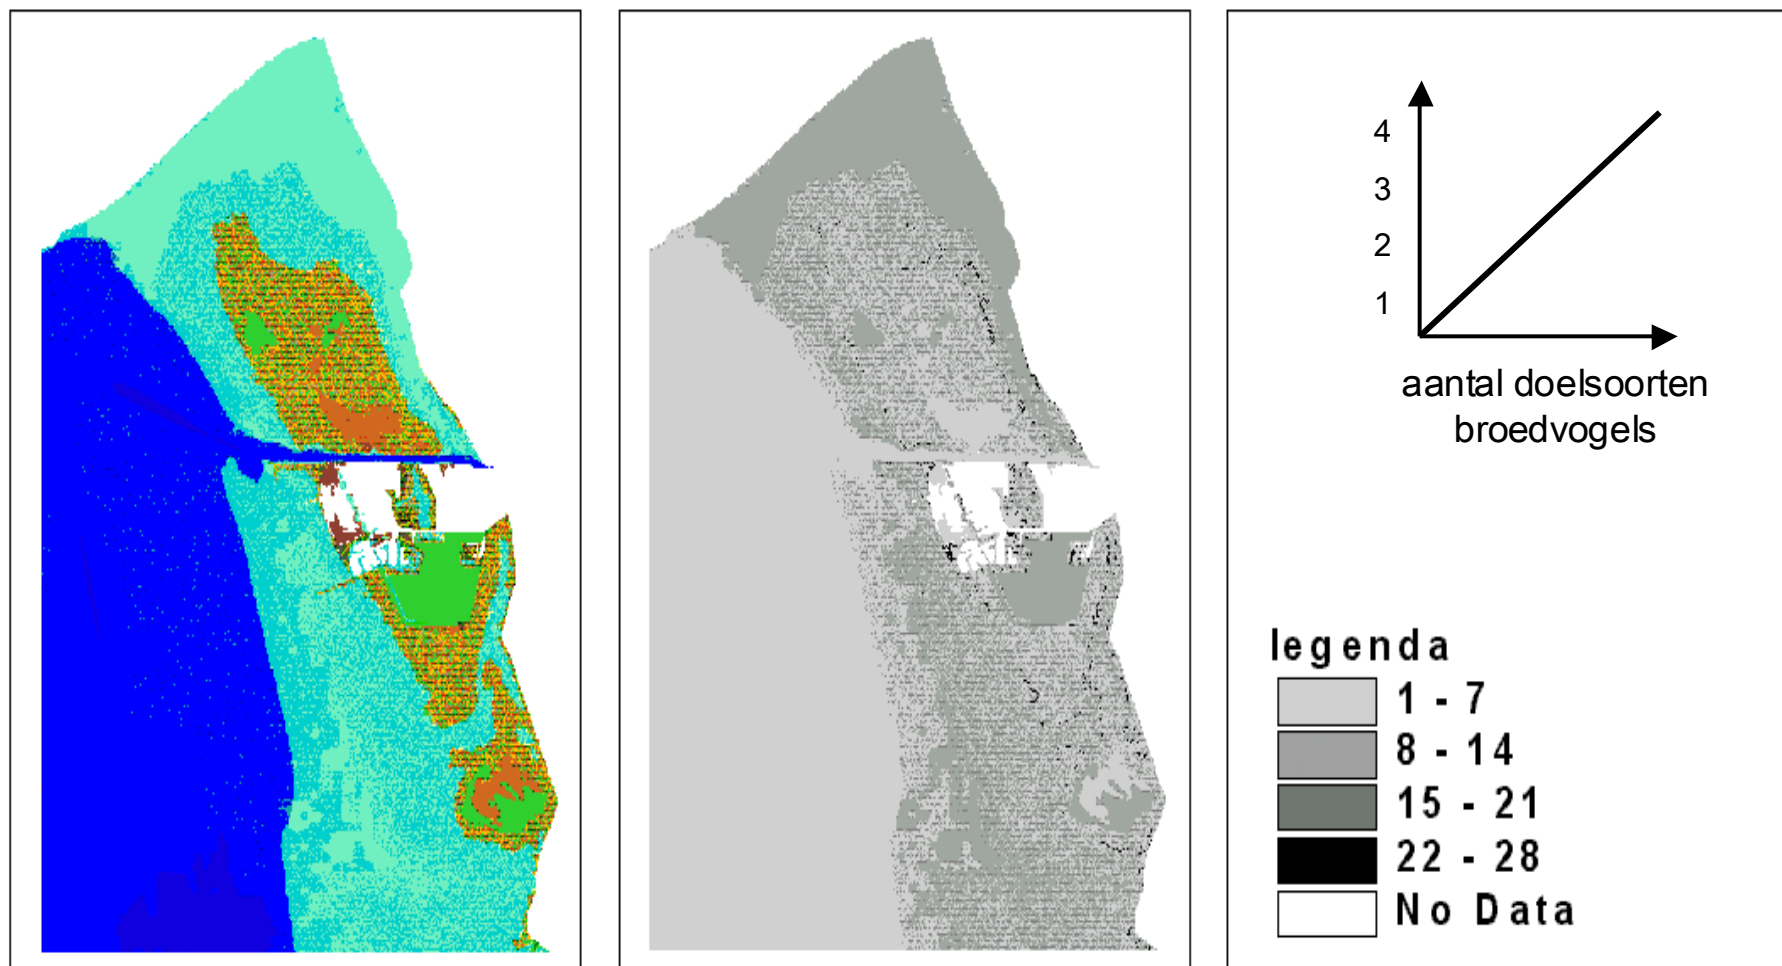 4
3
2
1
aantal doelsoorten
broedvogels
legenda
1 - 7
8 - 14
15 - 21
22 - 28
No Data